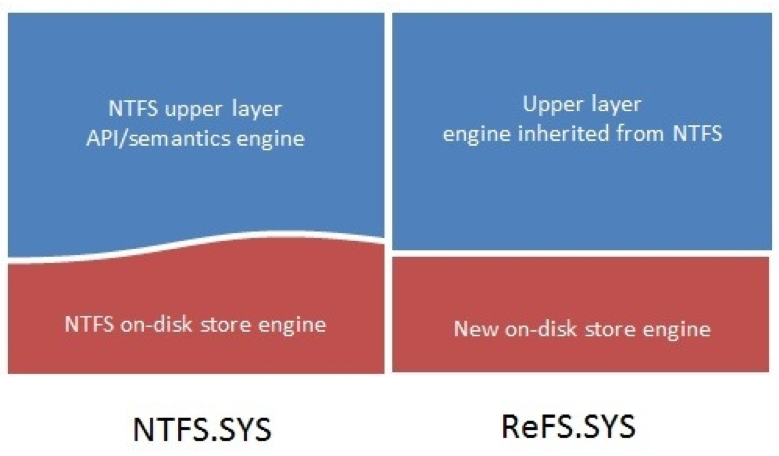 NTFS upper layer
API/semantics engine
NTFS on-disk store engine
NTFS.SYS
Upper layer
engine inherited from NTFS
New on-disk store engine
ReFS.SYS